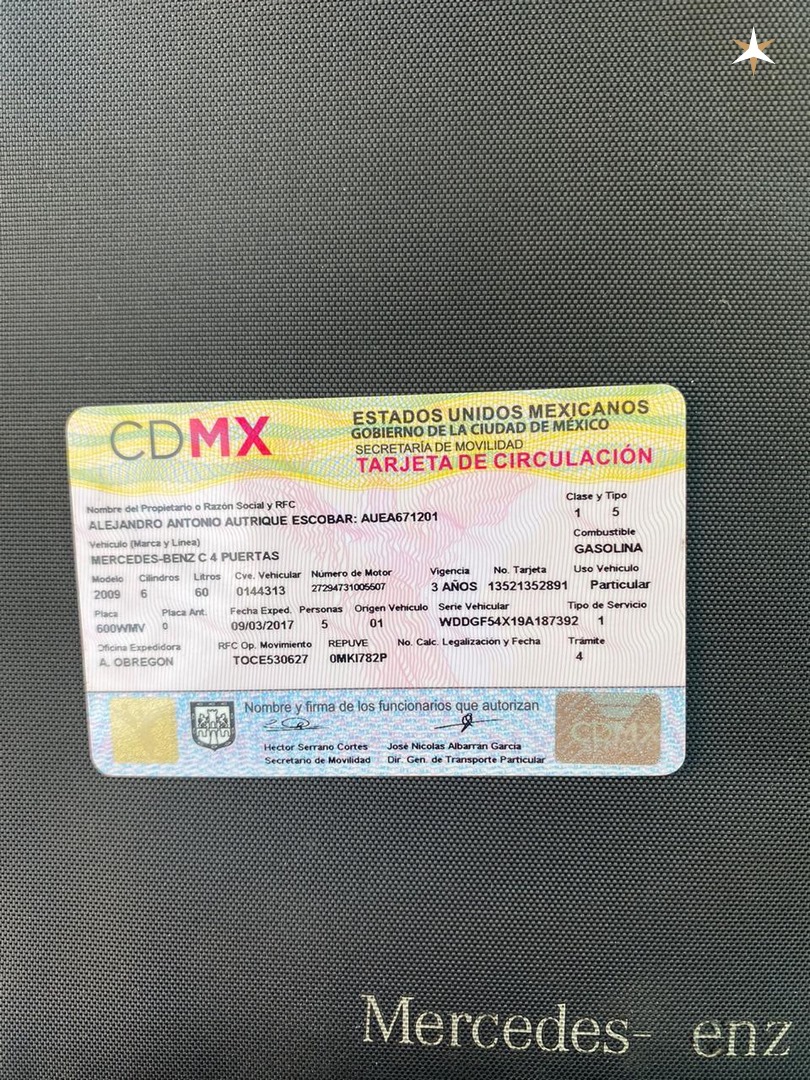 CDMX
ESTADOS UNIDOS MEXICANOS
GOBIERNO DE LA CIUDAD DE MÉXICO
SECRETARÍA DE MOVILIDAD
TARJETA DE CIRCULACIÓN
Nombre del Propietario o Razón Social y RFC
ALEJANDRO ANTONIO AUTRIQUE ESCOBAR: AUEA671201
Clase y Tipo
1 5
Vehículo (Marca y Línea)
MERCEDES-BENZ C 4 PUERTAS
Combustible
GASOLINA
Modelo Cilindros Litros Cve. Vehicular Número de Motor Vigencia No. Tarjeta Uso Vehículo
2009 6 60 0144313 27294731005507 3 AÑOS 13521352891 Particular
Placa Placa Ant. Fecha Exped. Personas Origen Vehículo Serie Vehicular Tipo de Servicio
600WMV 0 09/03/2017 5 01 WDDGF54X19A187392 1
Oficina Expedidora RFC Op. Movimiento REPUVE No. Calc. Legalización y Fecha Trámite
A. OBREGON TOCE530627 0MKI782P 4
Nombre y firma de los funcionarios que autorizan
Héctor Serrano Cortés José Nicolas Albarrán García
Secretario de Movilidad Dir. Gen. de Transporte Particular
CDMX
Mercedes- enz